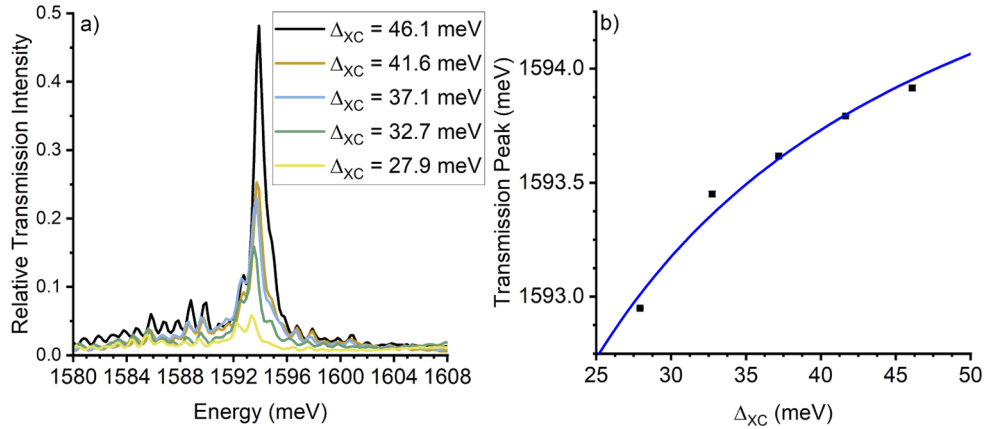 a)
Relative Transmission Intensity
0.5
0.4
0.3
0.2
0.1
0.0
Δ_XC = 46.1 meV
Δ_XC = 41.6 meV
Δ_XC = 37.1 meV
Δ_XC = 32.7 meV
Δ_XC = 27.9 meV
1580 1584 1588 1592 1596 1600 1604 1608
Energy (meV)
b)
Transmission Peak (meV)
1594.0
1593.5
1593.0
25 30 35 40 45 50
Δ_XC (meV)